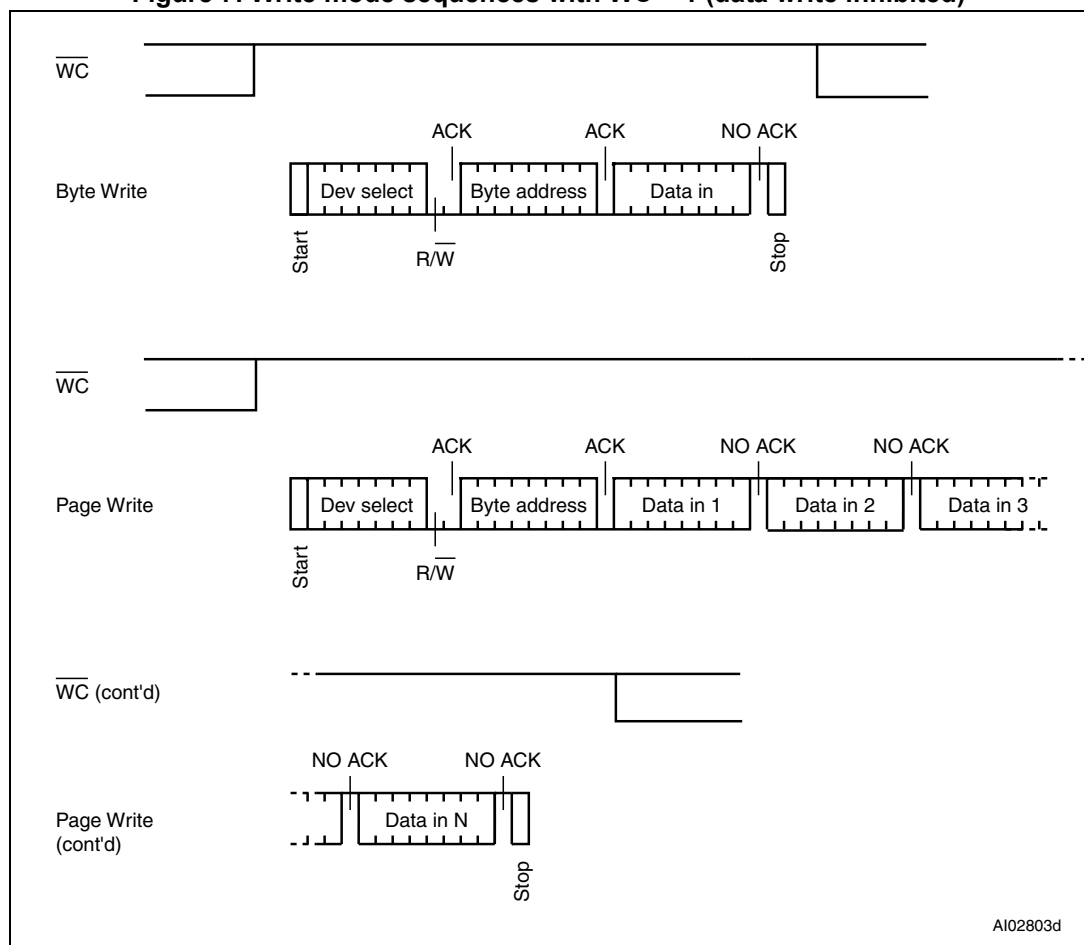 WC
ACK ACK NO ACK
Byte Write Dev select Byte address Data in
Start R/W Stop
WC
ACK ACK NO ACK NO ACK
Page Write Dev select Byte address Data in 1 Data in 2 Data in 3
Start R/W
WC (cont'd)
NO ACK NO ACK
Page Write Data in N
(cont'd)
Stop
AI02803d